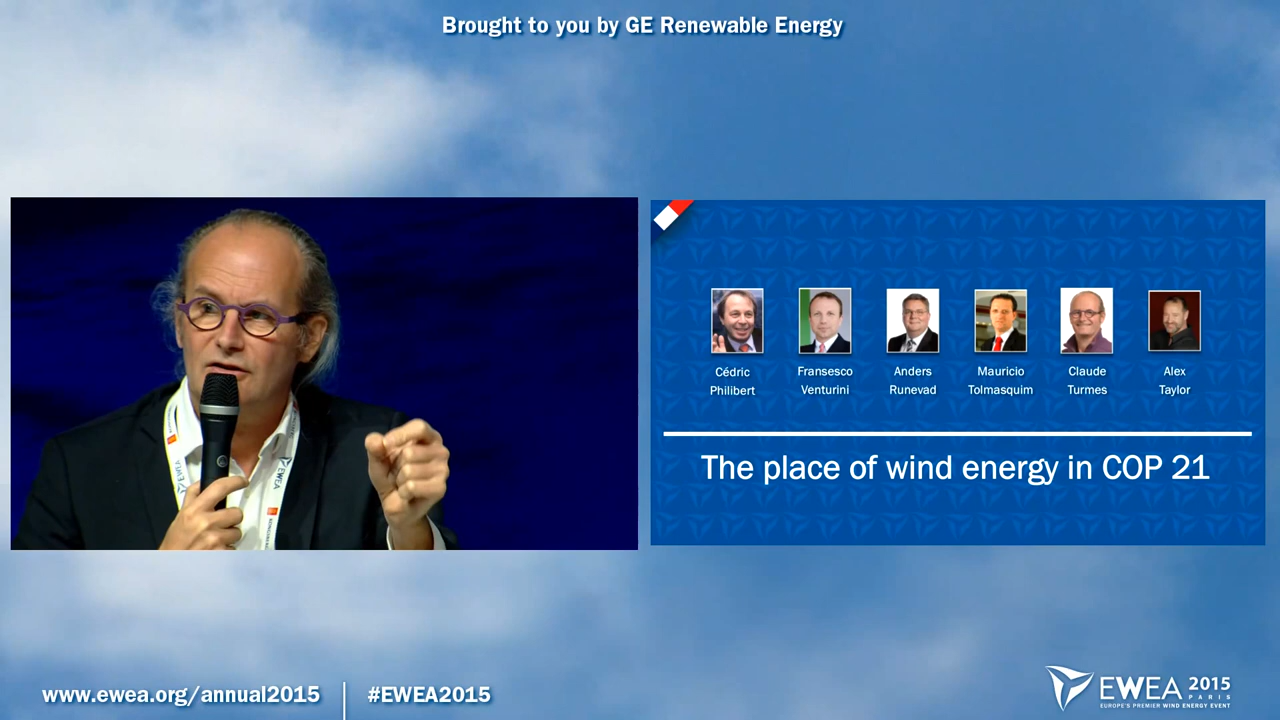 Brought to you by GE Renewable Energy
EWEA
EWEA
Cédric
Philibert
Fransesco
Venturini
Anders
Runevad
Mauricio
Tolmasquim
Claude
Turmes
Alex
Taylor
The place of wind energy in COP 21
www.ewea.org/annual2015
#EWEA2015
EWEA 2015
PARIS
EUROPE'S PREMIER WIND ENERGY EVENT